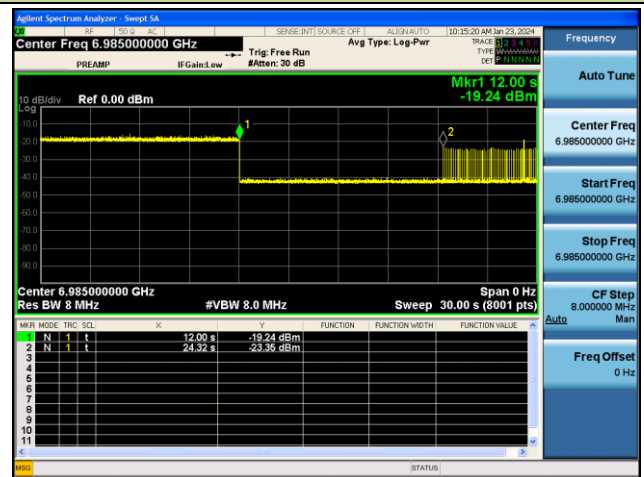 Agilent Spectrum Analyzer - Swept SA
RF 50 Ω AC SENSE:INT SOURCE OFF ALIGN AUTO 10:15:20 AM Jan 23, 2024
Center Freq 6.985000000 GHz
PREAMP IFGain:Low
Trig: Free Run
#Atten: 30 dB
Avg Type: Log-Pwr
TRACE 1 2 3 4 5 6
TYPE
DET P N N N N N
Mkr1 12.00 s
-19.24 dBm
10 dB/div Ref 0.00 dBm
Log
-10.0
-20.0
-30.0
-40.0
-50.0
-60.0
-70.0
-80.0
-90.0
1
2
Center 6.985000000 GHz Span 0 Hz
Res BW 8 MHz #VBW 8.0 MHz Sweep 30.00 s (8001 pts)
MKR MODE TRC SCL X Y FUNCTION FUNCTION WIDTH FUNCTION VALUE
1 N 1 t 12.00 s -19.24 dBm
2 N 1 t 24.32 s -23.35 dBm
3
4
5
6
7
8
9
10
11
MSG STATUS
Frequency
Auto Tune
Center Freq
6.985000000 GHz
Start Freq
6.985000000 GHz
Stop Freq
6.985000000 GHz
CF Step
8.000000 MHz
Auto Man
Freq Offset
0 Hz